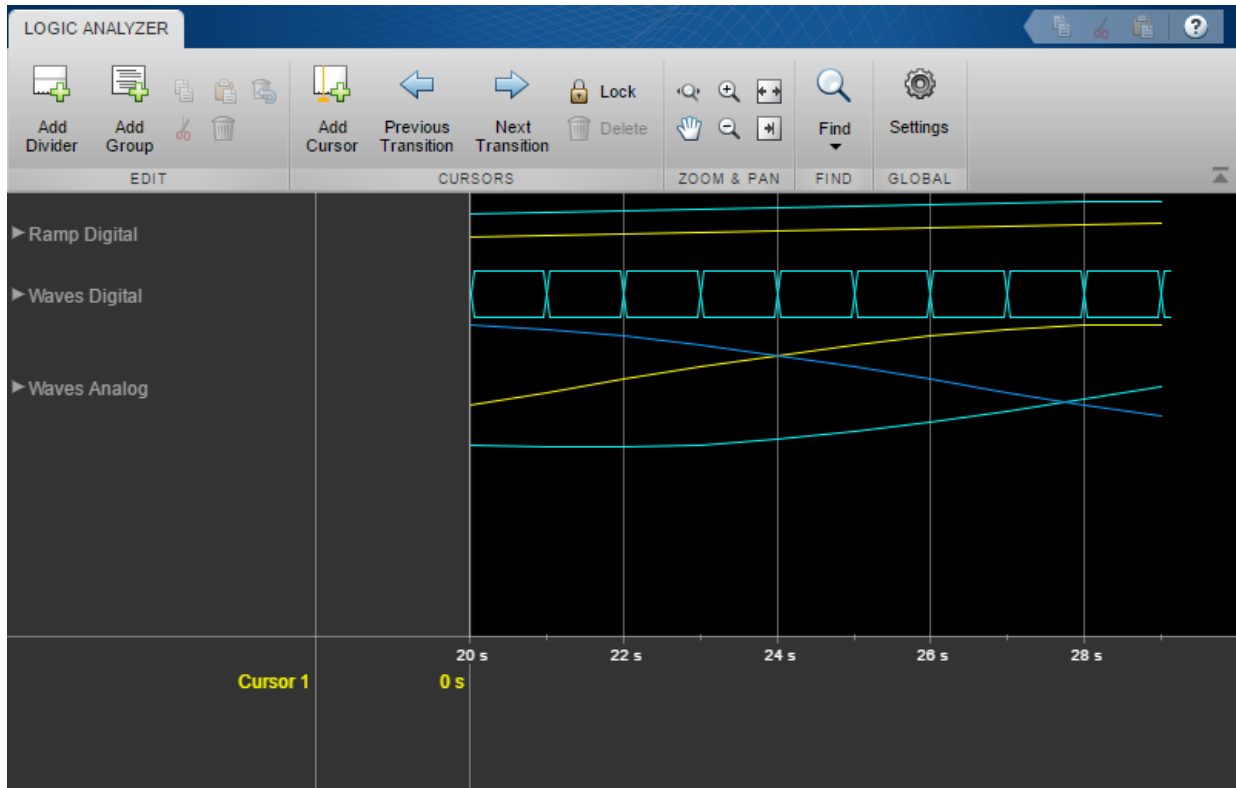 LOGIC ANALYZER
?
Add Divider
Add Group
Add Cursor
Previous Transition
Next Transition
Lock
Delete
Find
Settings
EDIT
CURSORS
ZOOM & PAN
FIND
GLOBAL
Ramp Digital
Waves Digital
Waves Analog
20 s 22 s 24 s 26 s 28 s
Cursor 1 0 s